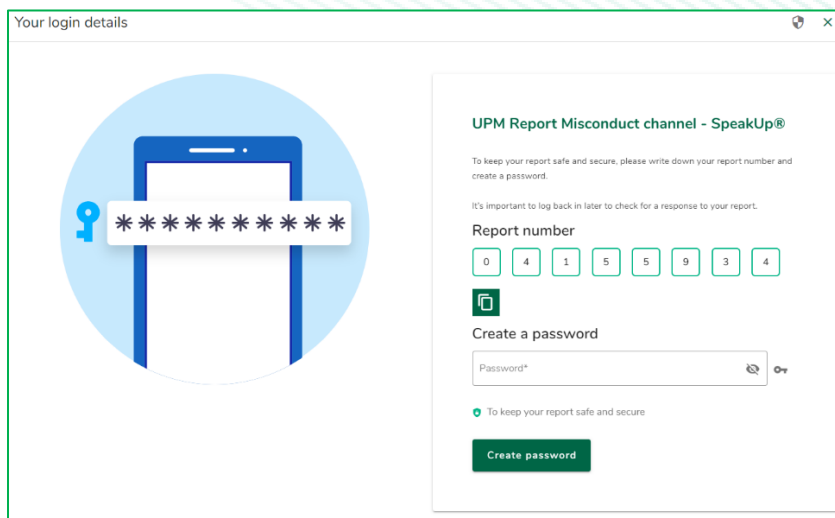 Your login details
UPM Report Misconduct channel - SpeakUp®
To keep your report safe and secure, please write down your report number and
create a password.
It's important to log back in later to check for a response to your report.
Report number
0 4 1 5 5 9 3 4
Create a password
Password*
To keep your report safe and secure
Create password